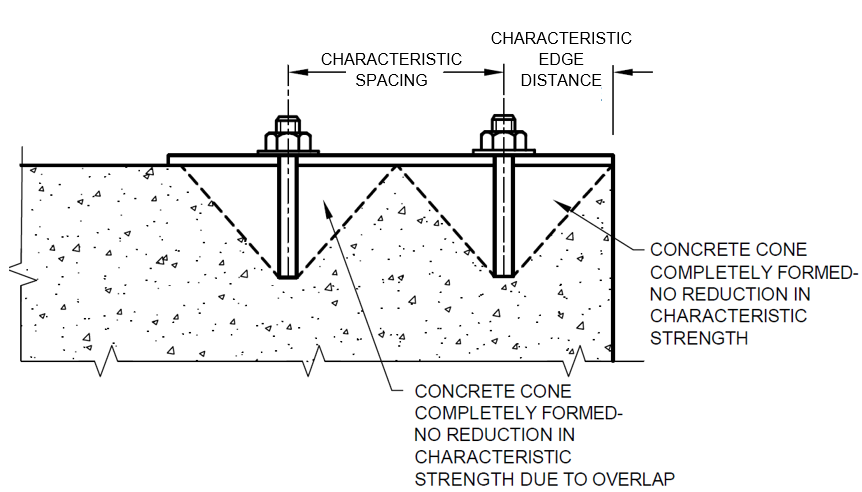 CHARACTERISTIC
SPACING
CHARACTERISTIC
EDGE
DISTANCE
CONCRETE CONE
COMPLETELY FORMED-
NO REDUCTION IN
CHARACTERISTIC
STRENGTH
CONCRETE CONE
COMPLETELY FORMED-
NO REDUCTION IN
CHARACTERISTIC
STRENGTH DUE TO OVERLAP